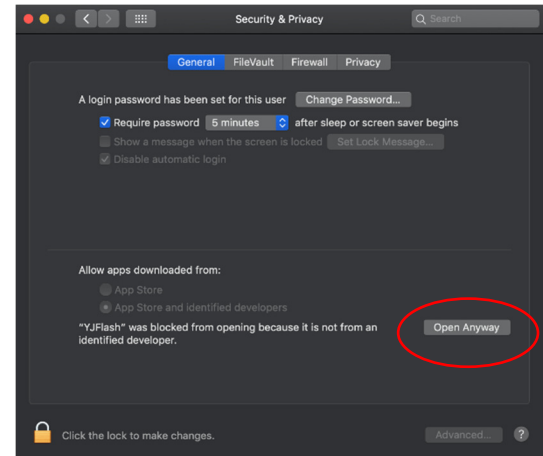 Security & Privacy
Search
General FileVault Firewall Privacy
A login password has been set for this user Change Password...
Require password 5 minutes after sleep or screen saver begins
Show a message when the screen is locked Set Lock Message...
Disable automatic login
Allow apps downloaded from:
App Store
App Store and identified developers
"YJFlash" was blocked from opening because it is not from an Open Anyway
identified developer.
Click the lock to make changes. Advanced... ?